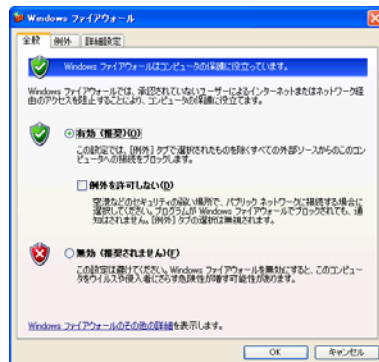 Windows ファイアウォール
全般 例外 詳細設定
Windows ファイアウォールはコンピュータの保護に役立っています。
Windows ファイアウォールでは、承認されていないユーザーによるインターネットまたはネットワーク経
由のアクセスを阻止することにより、コンピュータの保護に役立てます。
有効 (推奨)(O)
この設定では、[例外] タブで選択されたものを除くすべての外部ソースからのこのコン
ピュータへの接続をブロックします。
例外を許可しない(D)
空港などのセキュリティの弱い場所で、パブリック ネットワークに接続する場合に
選択してください。プログラムが Windows ファイアウォールでブロックされても、通
知はされません。[例外] タブの選択は無視されます。
無効 (推奨されません)(F)
この設定は避けてください。Windows ファイアウォールを無効にすると、このコンピュー
タをウイルスや侵入者にさらす危険性が増す可能性があります。
Windows ファイアウォールのその他の詳細を表示します。
OK キャンセル